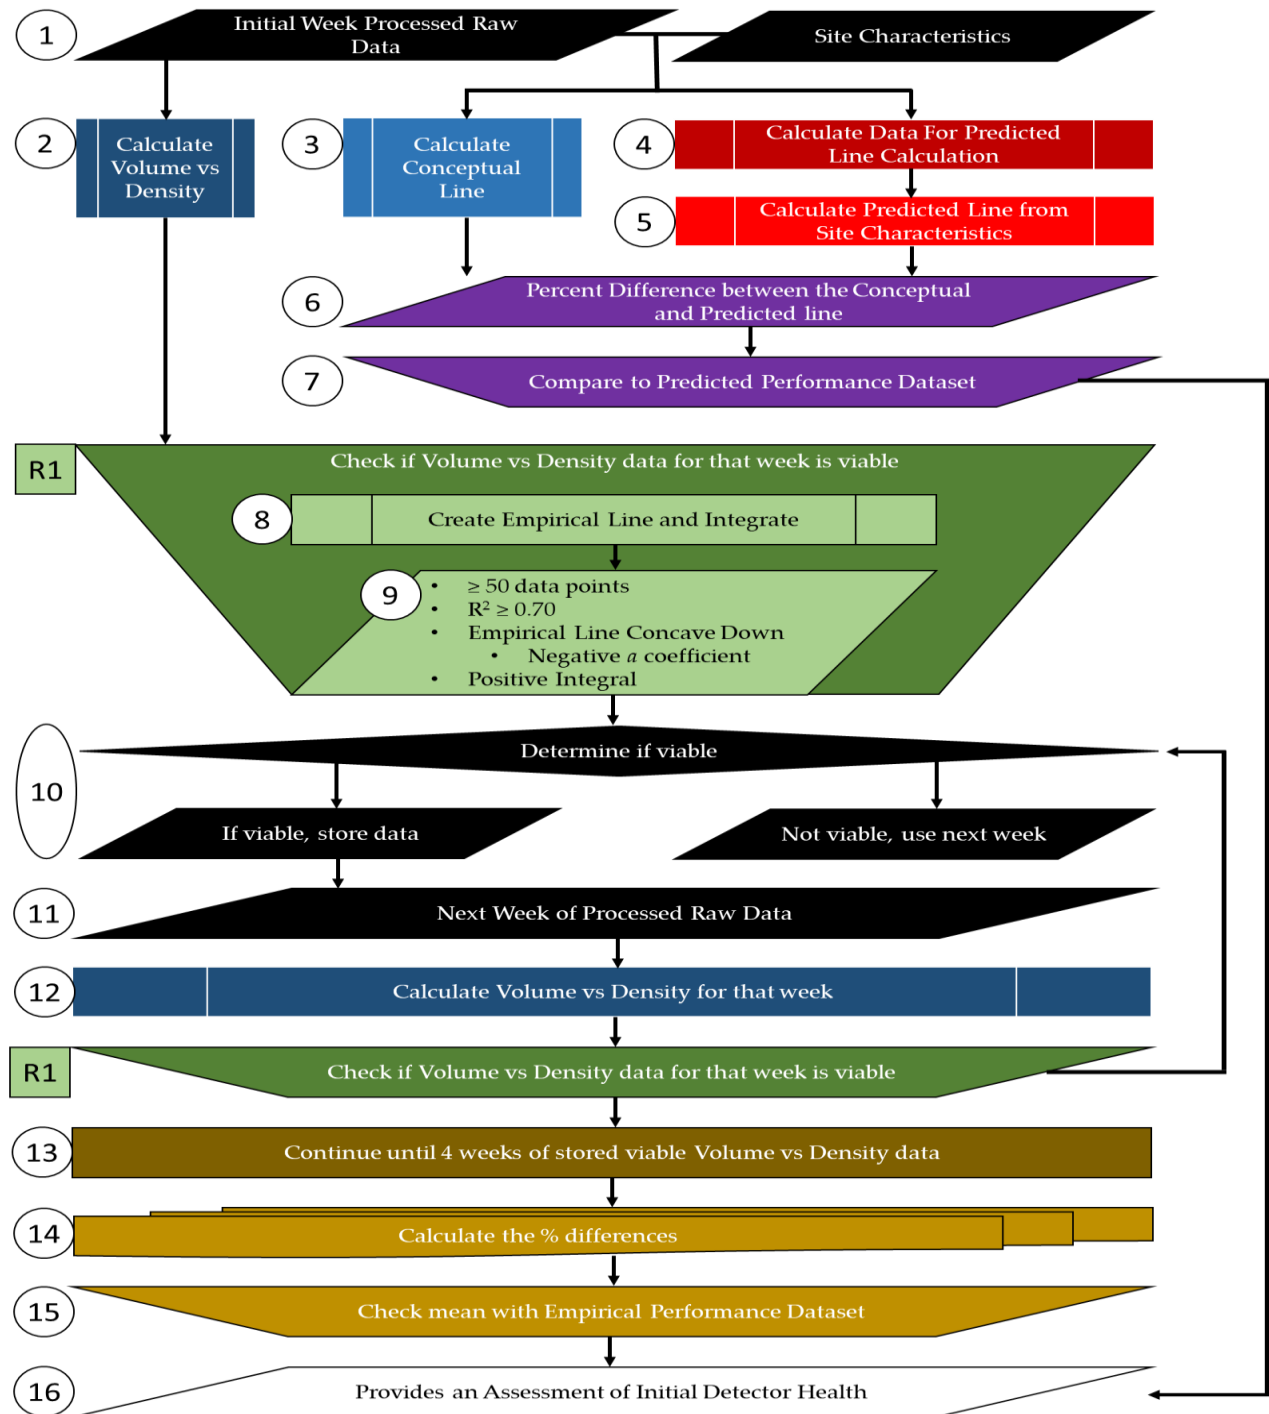 1
Initial Week Processed Raw
Data
Site Characteristics
2
Calculate
Volume vs
Density
3
Calculate
Conceptual
Line
4
Calculate Data For Predicted
Line Calculation
5
Calculate Predicted Line from
Site Characteristics
6
Percent Difference between the Conceptual
and Predicted line
7
Compare to Predicted Performance Dataset
R1
Check if Volume vs Density data for that week is viable
8
Create Empirical Line and Integrate
9
• ≥ 50 data points
• R² ≥ 0.70
• Empirical Line Concave Down
• Negative a coefficient
• Positive Integral
10
Determine if viable
If viable, store data
Not viable, use next week
11
Next Week of Processed Raw Data
12
Calculate Volume vs Density for that week
R1
Check if Volume vs Density data for that week is viable
13
Continue until 4 weeks of stored viable Volume vs Density data
14
Calculate the % differences
15
Check mean with Empirical Performance Dataset
16
Provides an Assessment of Initial Detector Health